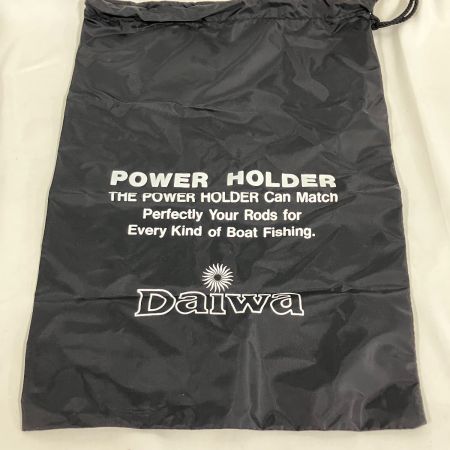 POWER HOLDER
THE POWER HOLDER Can Match
Perfectly Your Rods for
Every Kind of Boat Fishing.
Daiwa